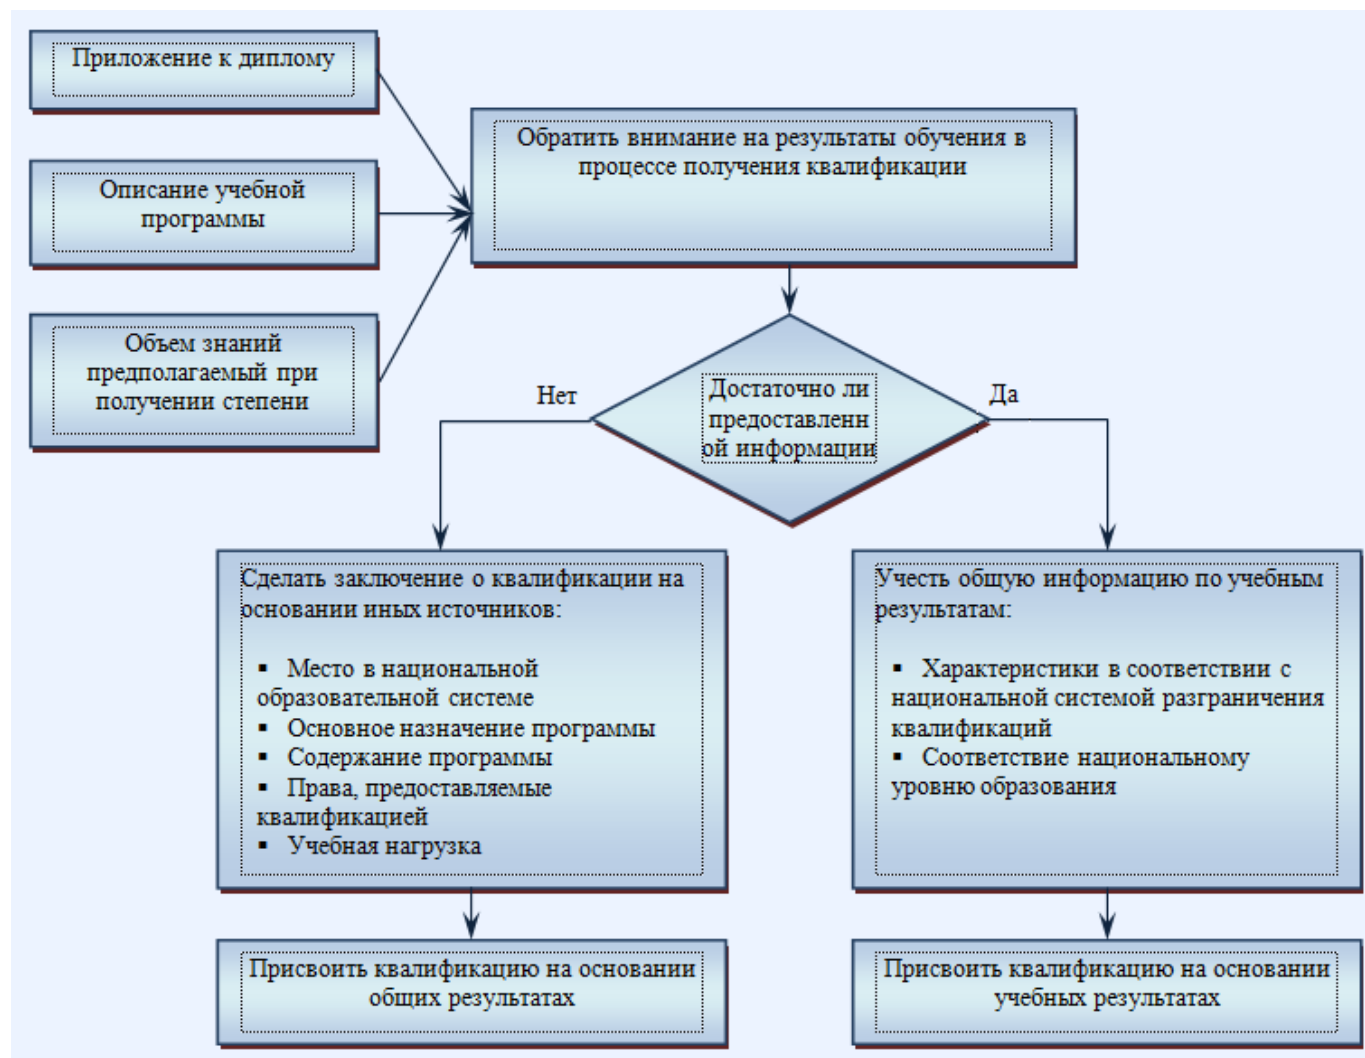 Приложение к диплому
Описание учебной
программы
Объем знаний
предполагаемый при
получении степени
Обратить внимание на результаты обучения в
процессе получения квалификации
Достаточно ли
предоставленн
ой информации
Нет
Да
Сделать заключение о квалификации на
основании иных источников:
▪ Место в национальной
образовательной системе
▪ Основное назначение программы
▪ Содержание программы
▪ Права, предоставляемые
квалификацией
▪ Учебная нагрузка
Учесть общую информацию по учебным
результатам:
▪ Характеристики в соответствии с
национальной системой разграничения
квалификаций
▪ Соответствие национальному
уровню образования
Присвоить квалификацию на основании
общих результатах
Присвоить квалификацию на основании
учебных результатах